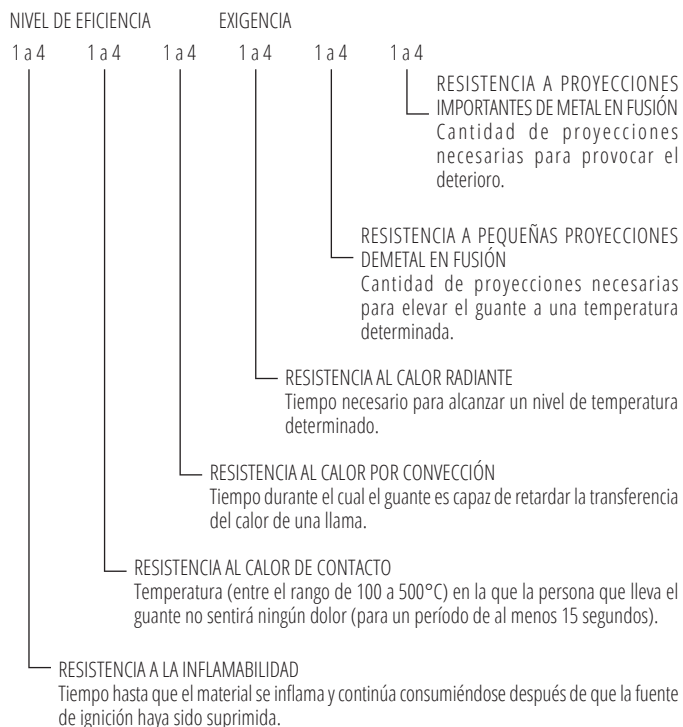 NIVEL DE EFICIENCIA EXIGENCIA
1 a 4 1 a 4 1 a 4 1 a 4 1 a 4 1 a 4
RESISTENCIA A PROYECCIONES
IMPORTANTES DE METAL EN FUSIÓN
Cantidad de proyecciones
necesarias para provocar el
deterioro.
RESISTENCIA A PEQUEÑAS PROYECCIONES
DEMETAL EN FUSIÓN
Cantidad de proyecciones necesarias
para elevar el guante a una temperatura
determinada.
RESISTENCIA AL CALOR RADIANTE
Tiempo necesario para alcanzar un nivel de temperatura
determinado.
RESISTENCIA AL CALOR POR CONVECCIÓN
Tiempo durante el cual el guante es capaz de retardar la transferencia
del calor de una llama.
RESISTENCIA AL CALOR DE CONTACTO
Temperatura (entre el rango de 100 a 500°C) en la que la persona que lleva el
guante no sentirá ningún dolor (para un período de al menos 15 segundos).
RESISTENCIA A LA INFLAMABILIDAD
Tiempo hasta que el material se inflama y continúa consumiéndose después de que la fuente
de ignición haya sido suprimida.